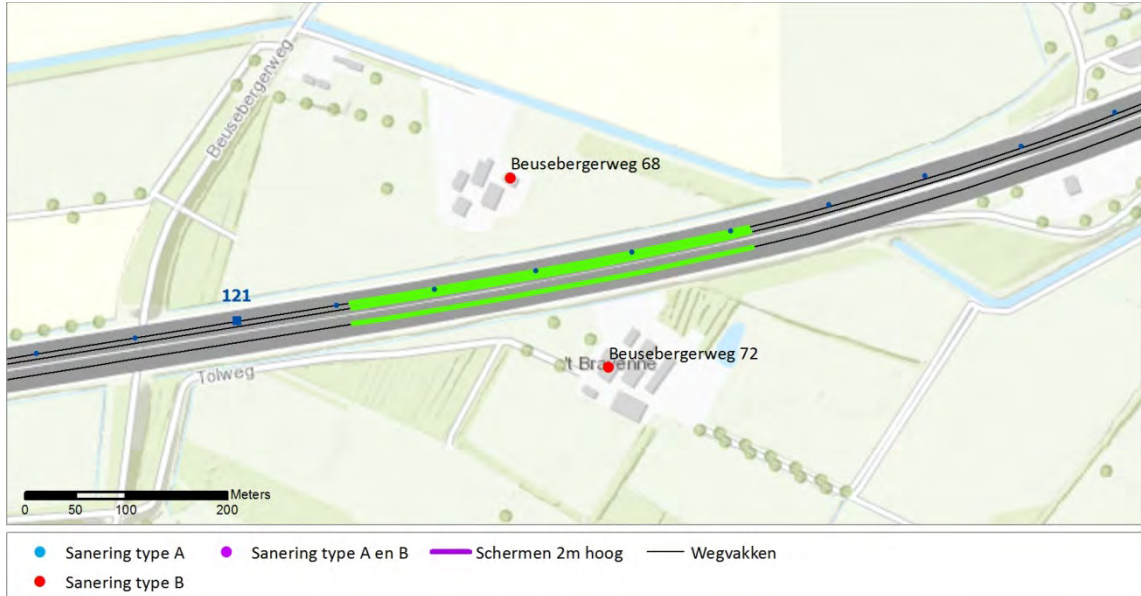 Beusebergerweg
Beusebergerweg 68
121
Beusebergerweg 72
't Bravenne
Tolweg
Meters
0 50 100 200
Sanering type A
Sanering type A en B
Schermen 2m hoog
Wegvakken
Sanering type B